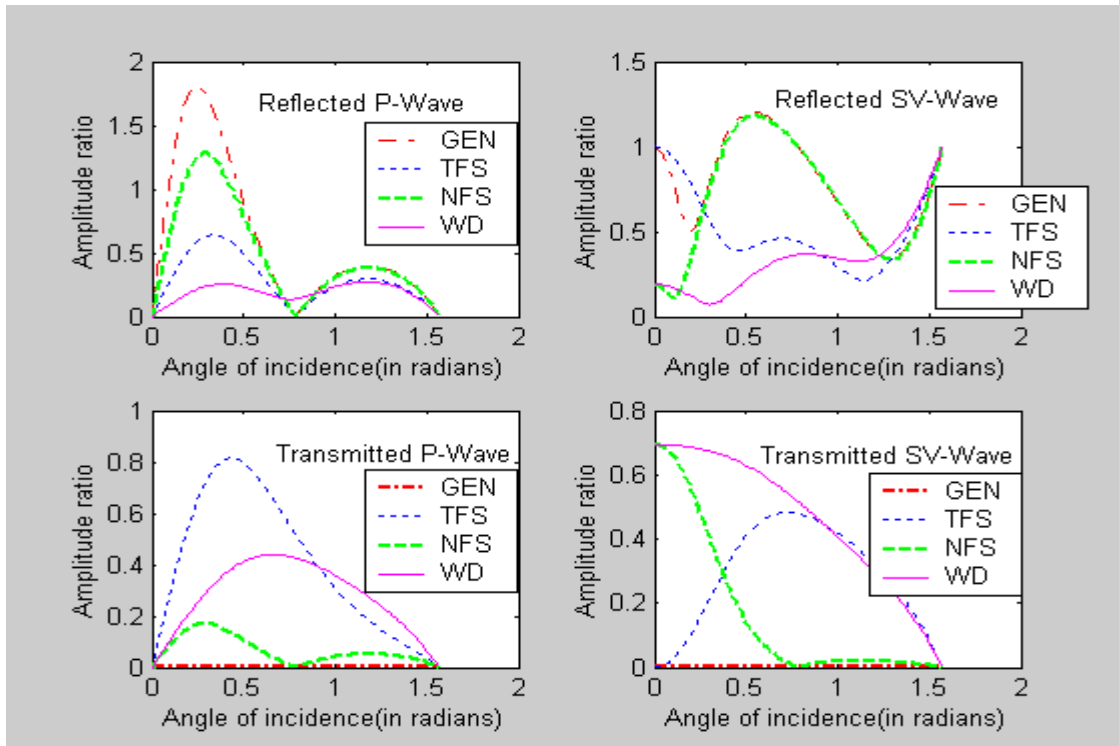 2
1.5
1
0.5
0
0 0.5 1 1.5 2
Amplitude ratio
Angle of incidence(in radians)
Reflected P-Wave
GEN
TFS
NFS
WD
1.5
1
0.5
0
0 0.5 1 1.5 2
Amplitude ratio
Angle of incidence(in radians)
Reflected SV-Wave
GEN
TFS
NFS
WD
1
0.8
0.6
0.4
0.2
0
0 0.5 1 1.5 2
Amplitude ratio
Angle of incidence(in radians)
Transmitted P-Wave
GEN
TFS
NFS
WD
0.8
0.6
0.4
0.2
0
0 0.5 1 1.5 2
Amplitude ratio
Angle of incidence(in radians)
Transmitted SV-Wave
GEN
TFS
NFS
WD